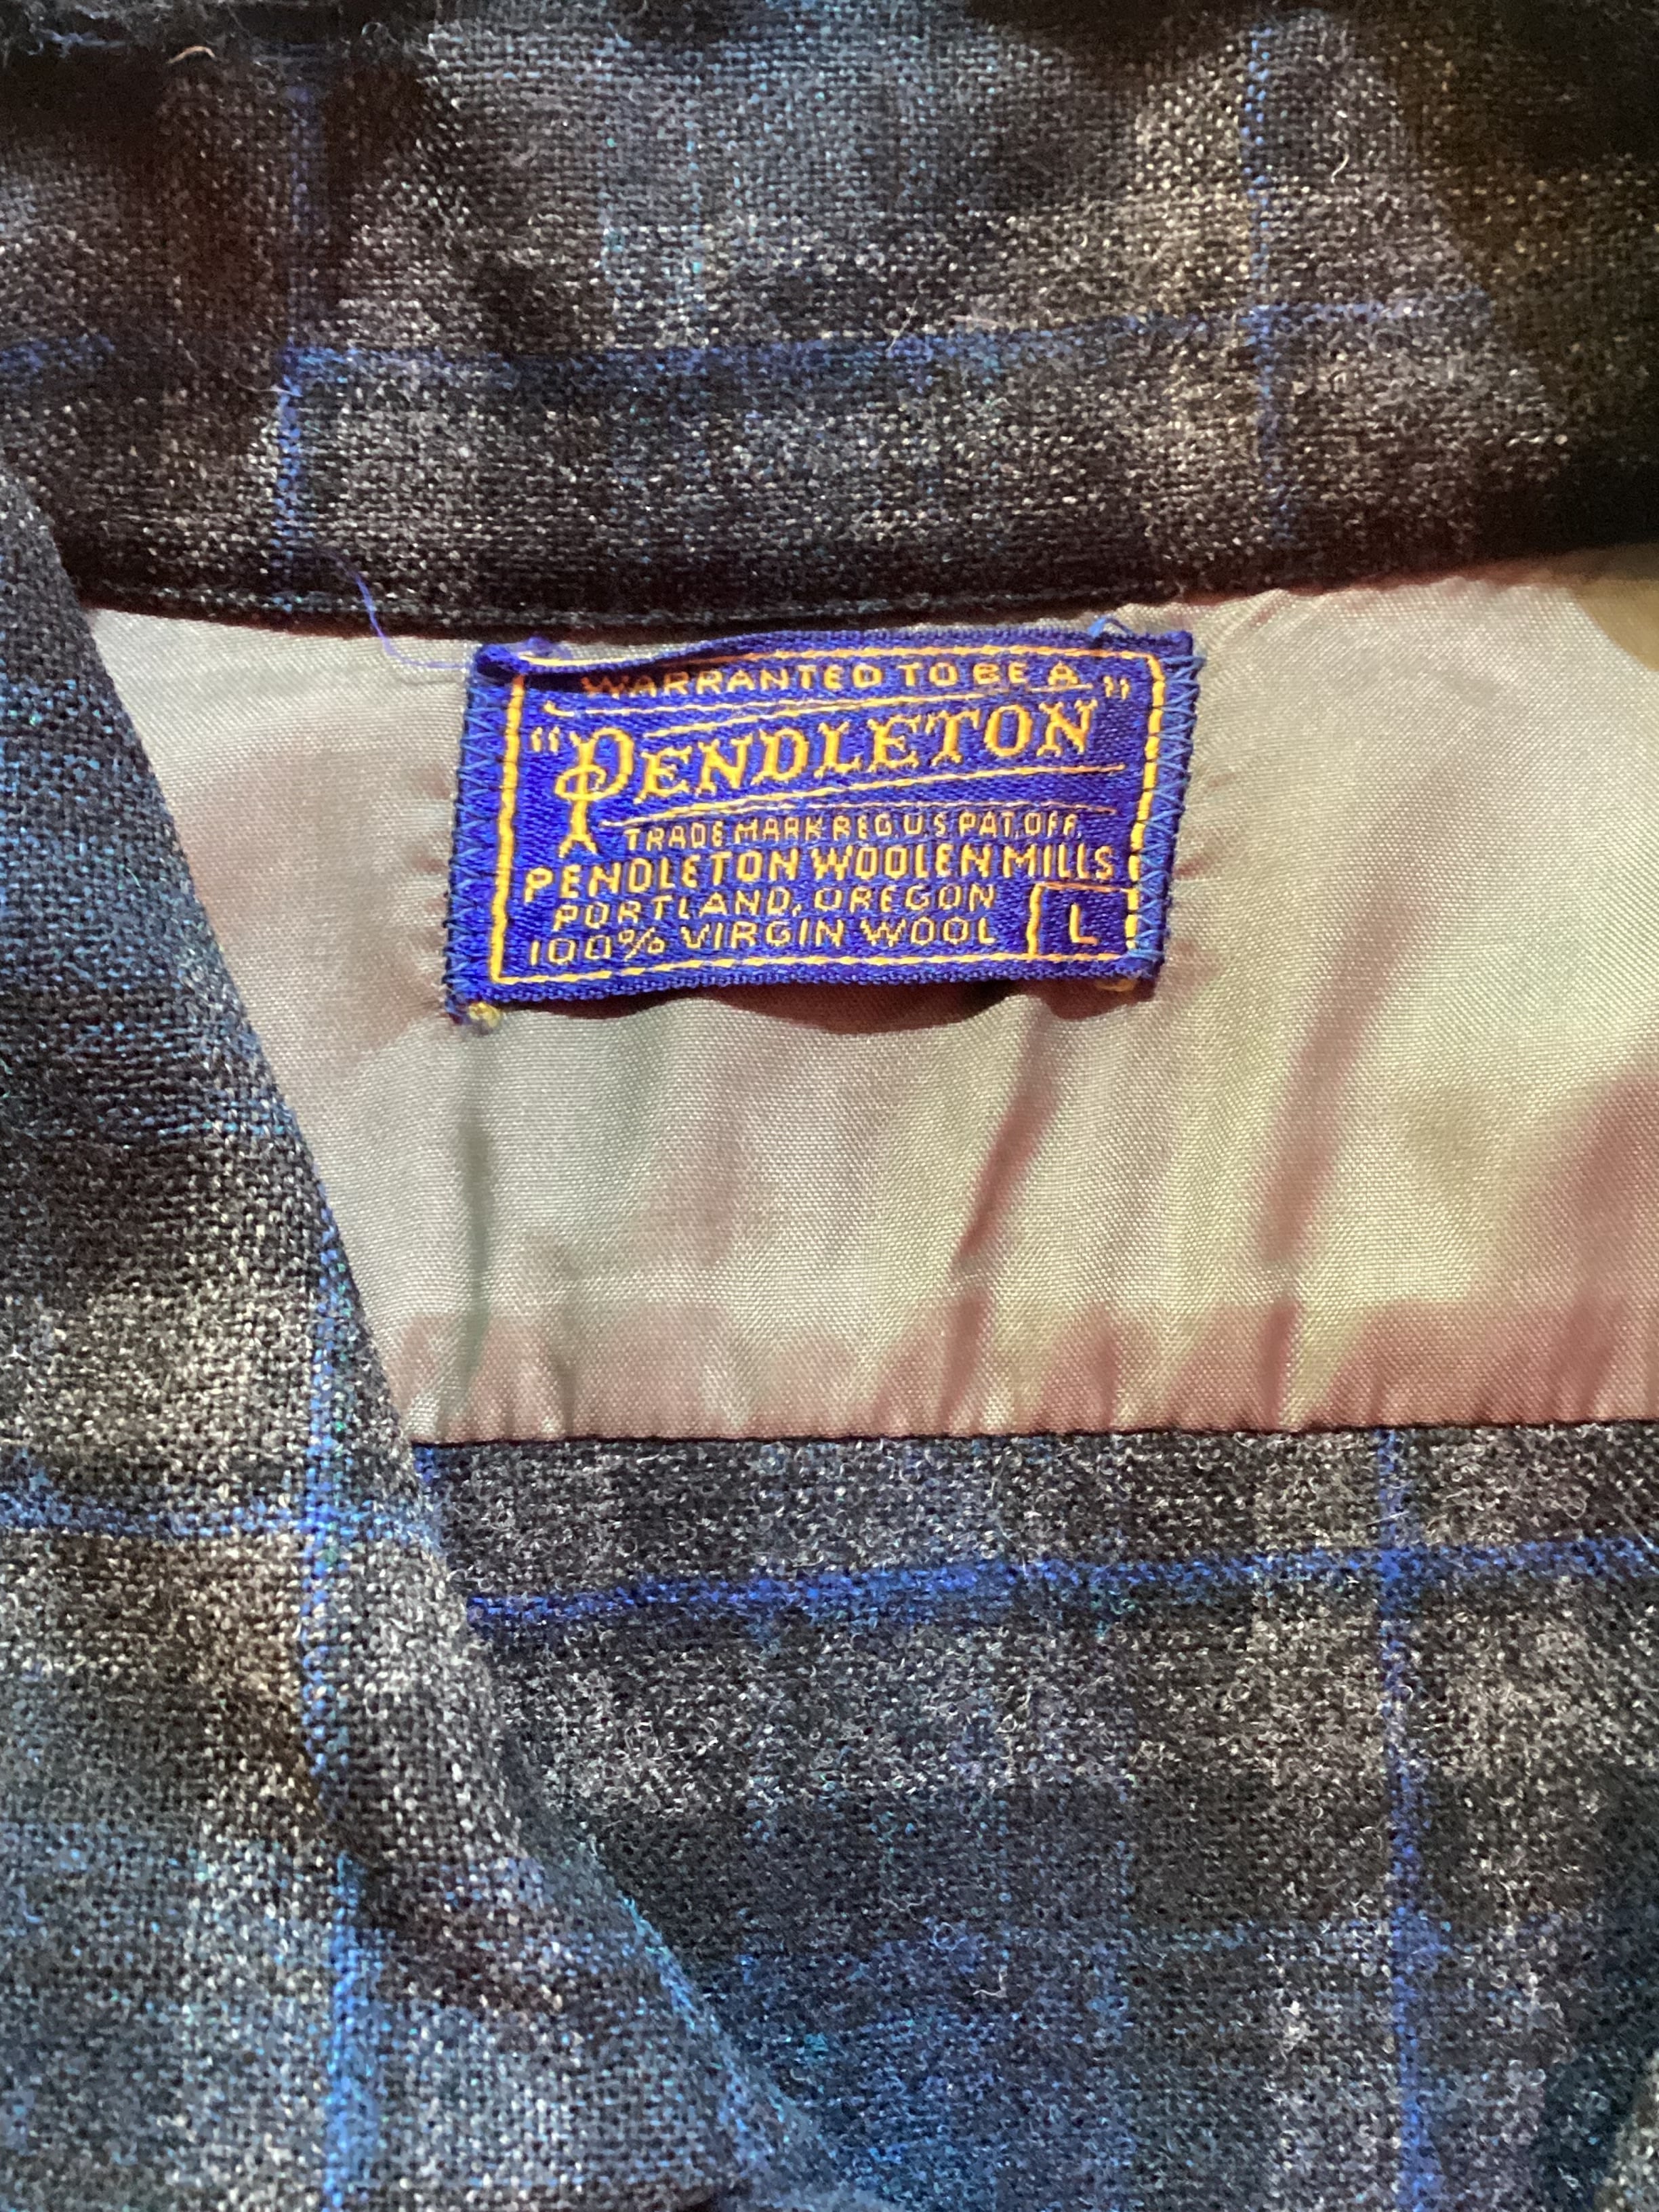 WARRANTED TO BE A
"PENDLETON"
TRADE MARK REG. U.S. PAT. OFF.
PENDLETON WOOLEN MILLS
PORTLAND, OREGON
100% VIRGIN WOOL
L